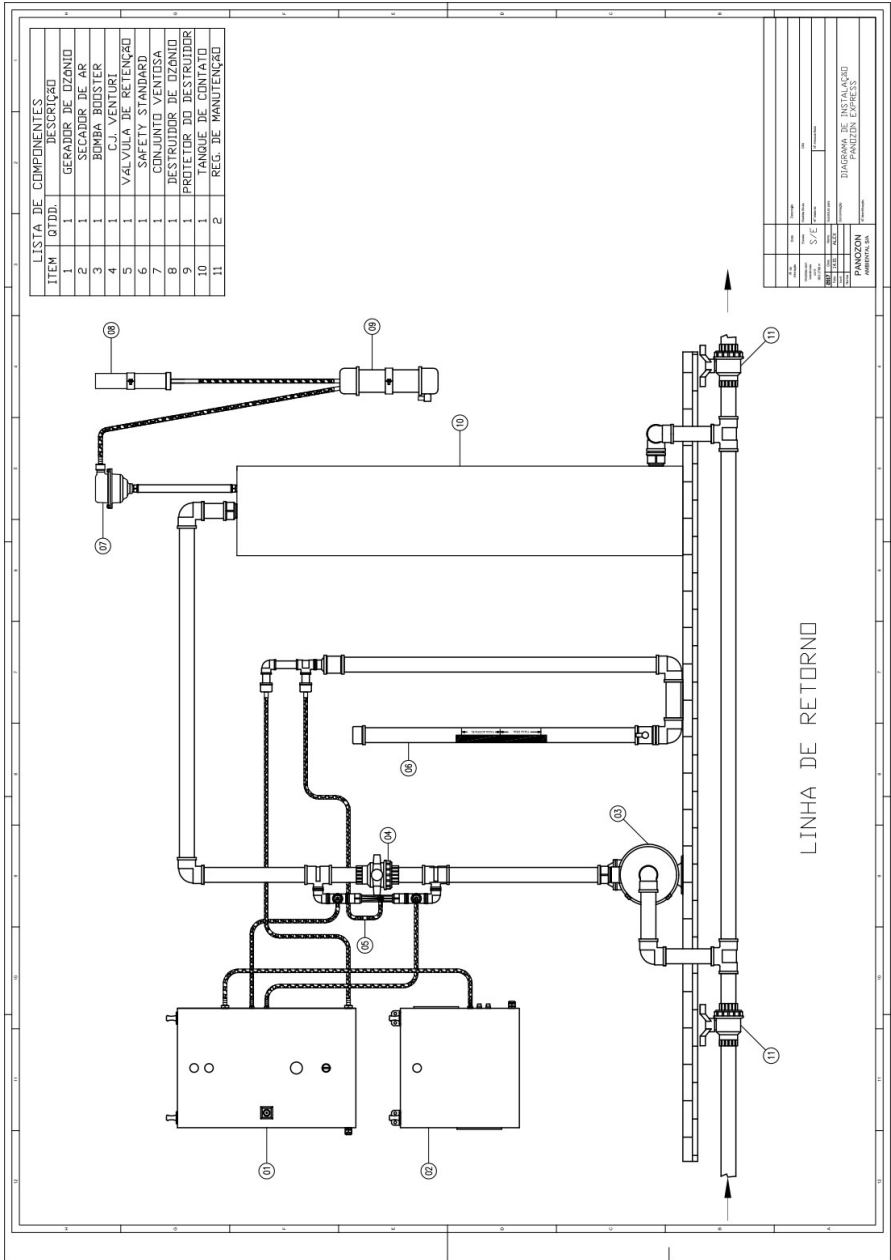 LISTA DE COMPONENTES
ITEM QTDD. DESCRIÇÃO
1 1 GERADOR DE OZÔNIO
2 1 SECADOR DE AR
3 1 BOMBA BOOSTER
4 1 CJ. VENTURI
5 1 VÁLVULA DE RETENÇÃO
6 1 SAFETY STANDARD
7 1 CONJUNTO VENTOSA
8 1 DESTRUIDOR DE OZÔNIO
9 1 PROTETOR DO DESTRUIDOR
10 1 TANQUE DE CONTATO
11 2 REG. DE MANUTENÇÃO
08
09
10
07
06
04
05
03
01
02
11
11
LINHA DE RETORNO
S/E
DIAGRAMA DE INSTALAÇÃO
PANOZON EXPRESS
PANOZON
AMBIENTAL S/A